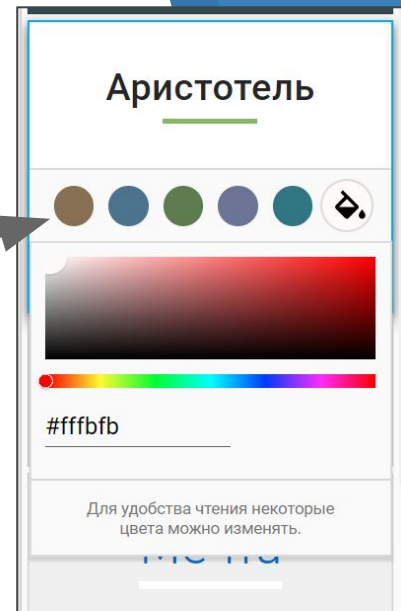 Аристотель
#fffbfb
Для удобства чтения некоторые
цвета можно изменять.